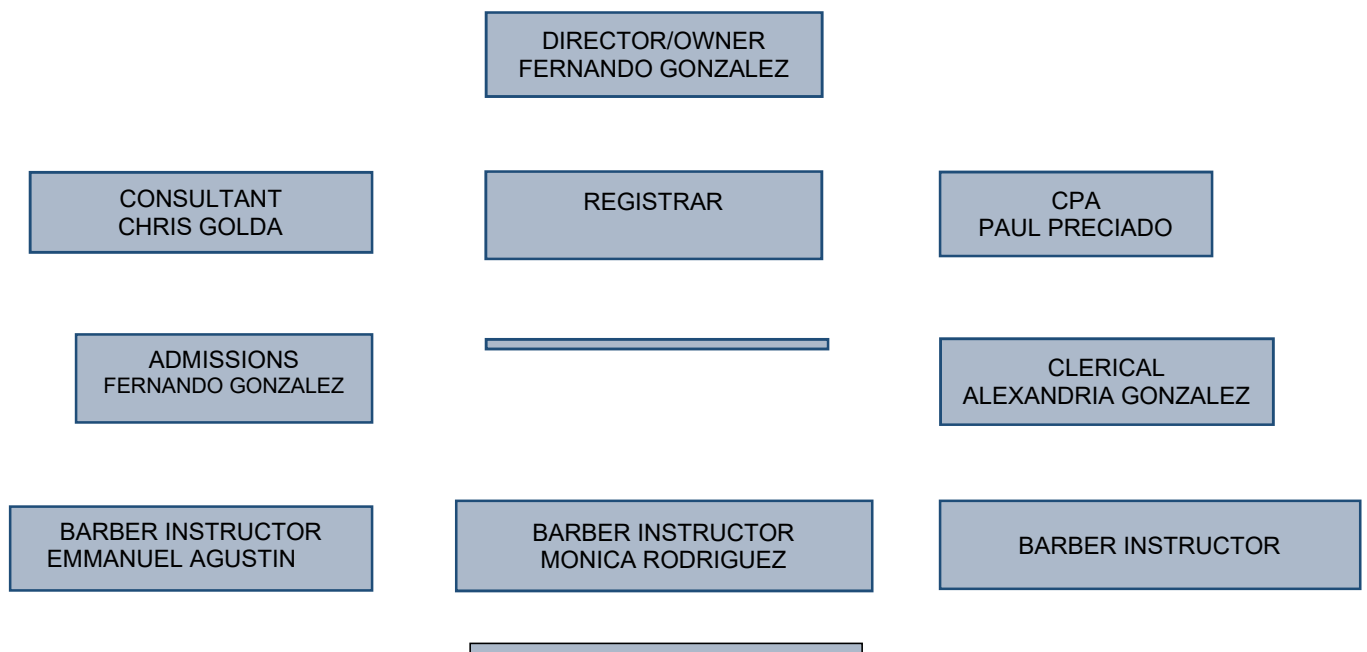 DIRECTOR/OWNER
FERNANDO GONZALEZ
CONSULTANT
CHRIS GOLDA
REGISTRAR
CPA
PAUL PRECIADO
ADMISSIONS
FERNANDO GONZALEZ
CLERICAL
ALEXANDRIA GONZALEZ
BARBER INSTRUCTOR
EMMANUEL AGUSTIN
BARBER INSTRUCTOR
MONICA RODRIGUEZ
BARBER INSTRUCTOR